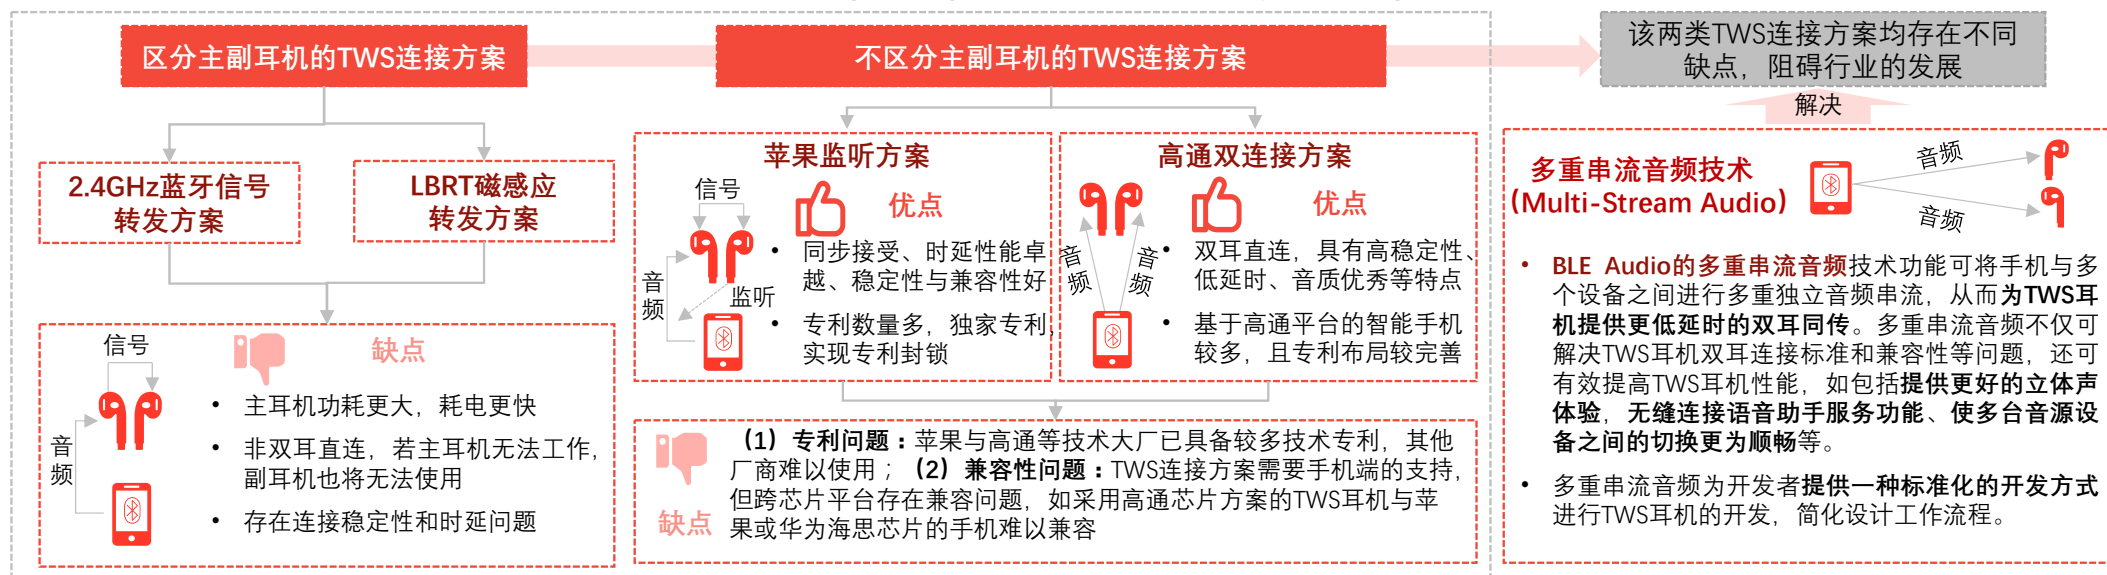 区分主副耳机的TWS连接方案
不区分主副耳机的TWS连接方案
该两类TWS连接方案均存在不同
缺点，阻碍行业的发展
解决
2.4GHz蓝牙信号
转发方案
LBRT磁感应
转发方案
信号
音
频
缺点
• 主耳机功耗更大，耗电更快
• 非双耳直连，若主耳机无法工作，
副耳机也将无法使用
• 存在连接稳定性和时延问题
苹果监听方案
信号
音
频
监听
优点
• 同步接受、时延性能卓
越、稳定性与兼容性好
• 专利数量多，独家专利，
实现专利封锁
高通双连接方案
音
频
音
频
优点
• 双耳直连，具有高稳定性、
低延时、音质优秀等特点
• 基于高通平台的智能手机
较多，且专利布局较完善
缺点
（1）专利问题：苹果与高通等技术大厂已具备较多技术专利，其他
厂商难以使用；（2）兼容性问题：TWS连接方案需要手机端的支持，
但跨芯片平台存在兼容问题，如采用高通芯片方案的TWS耳机与苹
果或华为海思芯片的手机难以兼容
多重串流音频技术
（Multi-Stream Audio）
音频
音频
• BLE Audio的多重串流音频技术功能可将手机与多
个设备之间进行多重独立音频串流，从而为TWS耳
机提供更低延时的双耳同传。多重串流音频不仅可
解决TWS耳机双耳连接标准和兼容性等问题，还可
有效提高TWS耳机性能，如包括提供更好的立体声
体验，无缝连接语音助手服务功能、使多台音源设
备之间的切换更为顺畅等。
• 多重串流音频为开发者提供一种标准化的开发方式
进行TWS耳机的开发，简化设计工作流程。